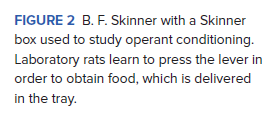 FIGURE 2 B. F. Skinner with a Skinner
box used to study operant conditioning.
Laboratory rats learn to press the lever in
order to obtain food, which is delivered
in the tray.